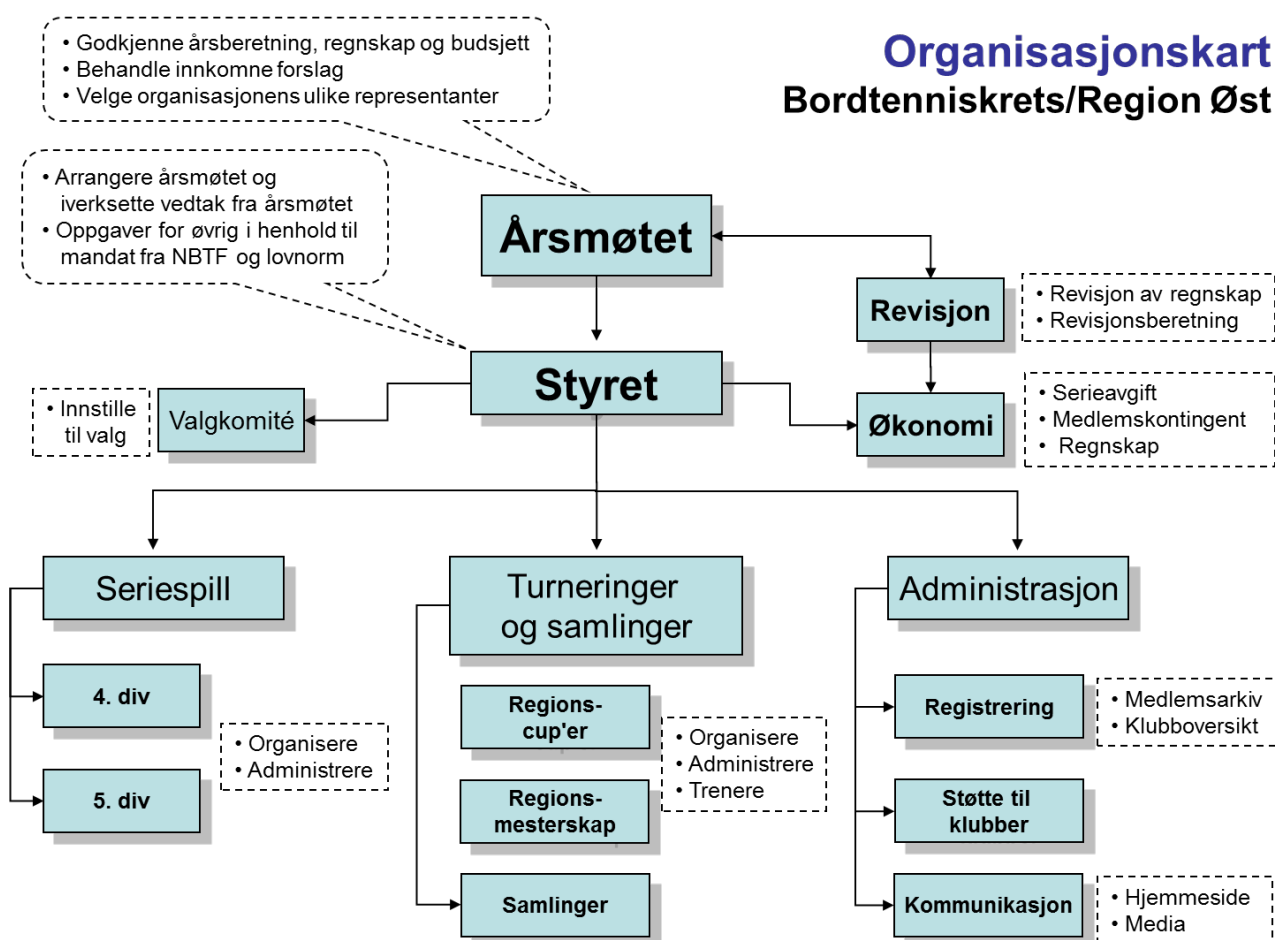 Organisasjonskart
Bordtenniskrets/Region Øst
• Godkjenne årsberetning, regnskap og budsjett
• Behandle innkomne forslag
• Velge organisasjonens ulike representanter
• Arrangere årsmøtet og
iverksette vedtak fra årsmøtet
• Oppgaver for øvrig i henhold til
mandat fra NBTF og lovnorm
Årsmøtet
Revisjon
• Revisjon av regnskap
• Revisjonsberetning
Styret
• Innstille
til valg
Valgkomité
Økonomi
• Serieavgift
• Medlemskontingent
• Regnskap
Seriespill
4. div
5. div
• Organisere
• Administrere
Turneringer
og samlinger
Regions-
cup'er
Regions-
mesterskap
Samlinger
• Organisere
• Administrere
• Trenere
Administrasjon
Registrering
• Medlemsarkiv
• Klubboversikt
Støtte til
klubber
Kommunikasjon
• Hjemmeside
• Media